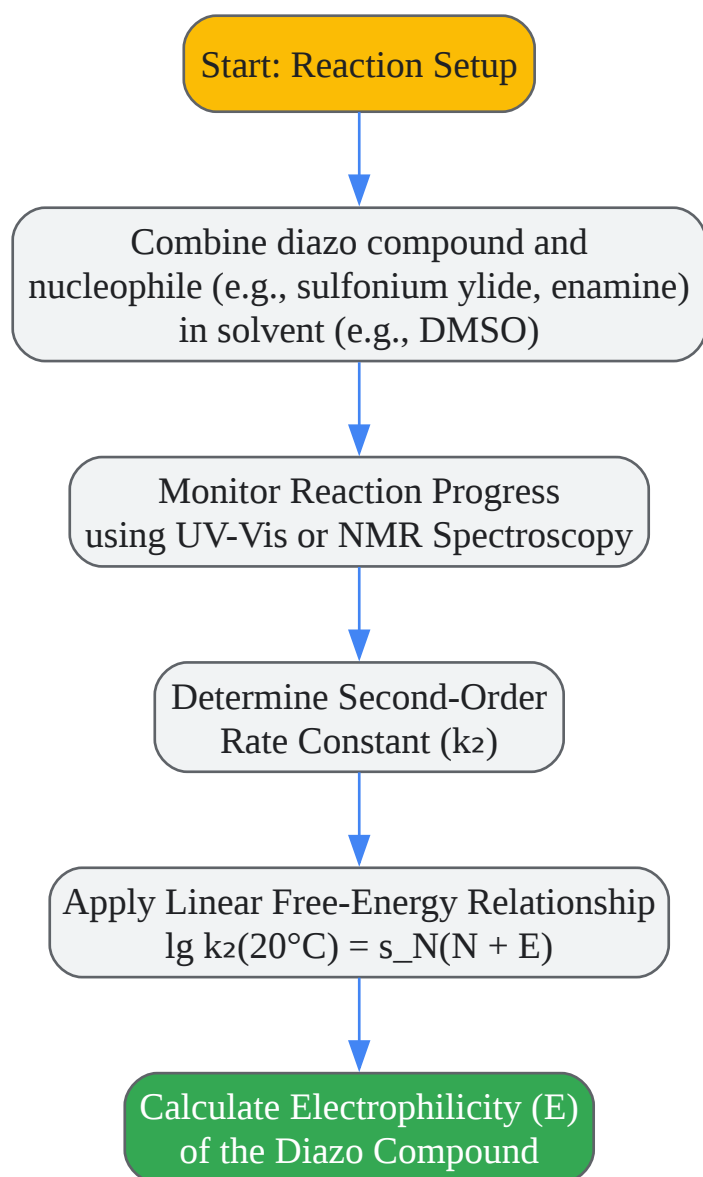 Start: Reaction Setup
Combine diazo compound and
nucleophile (e.g., sulfonium ylide, enamine)
in solvent (e.g., DMSO)
Monitor Reaction Progress
using UV-Vis or NMR Spectroscopy
Determine Second-Order
Rate Constant (k₂)
Apply Linear Free-Energy Relationship
lg k₂(20°C) = s_N(N + E)
Calculate Electrophilicity (E)
of the Diazo Compound